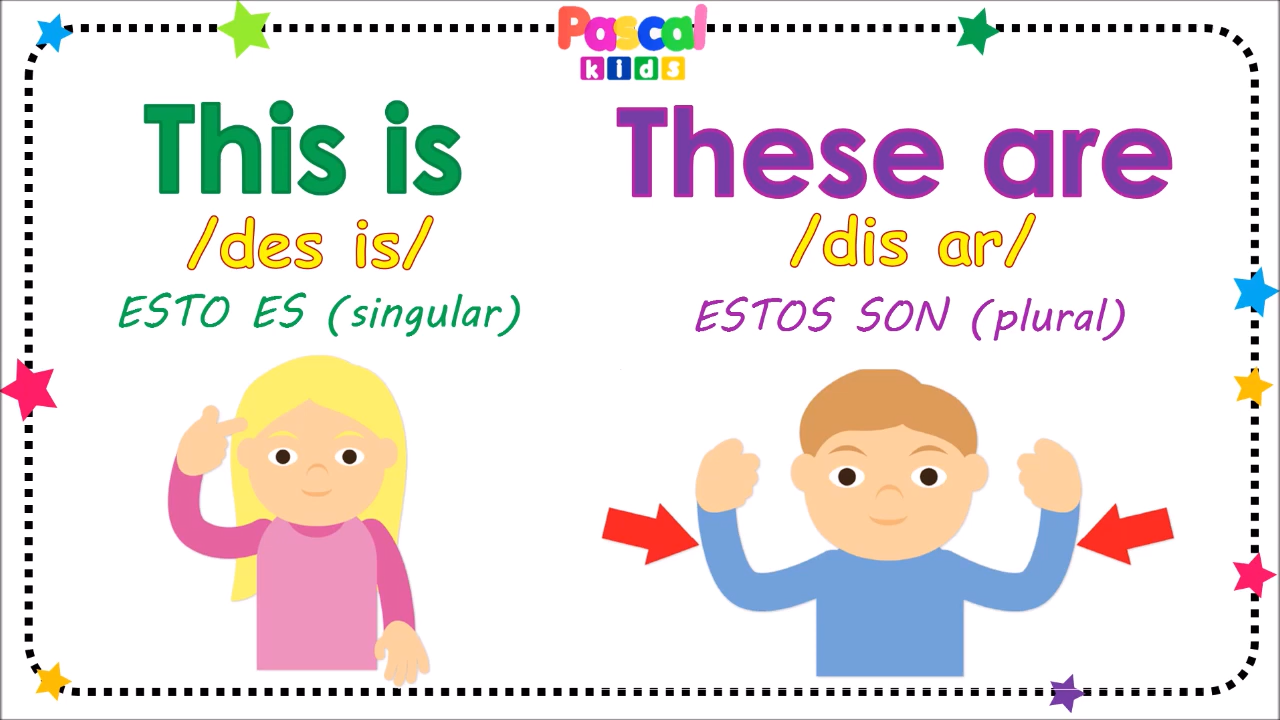 Pascal
kids
This is
/des is/
ESTO ES (singular)
These are
/dis ar/
ESTOS SON (plural)